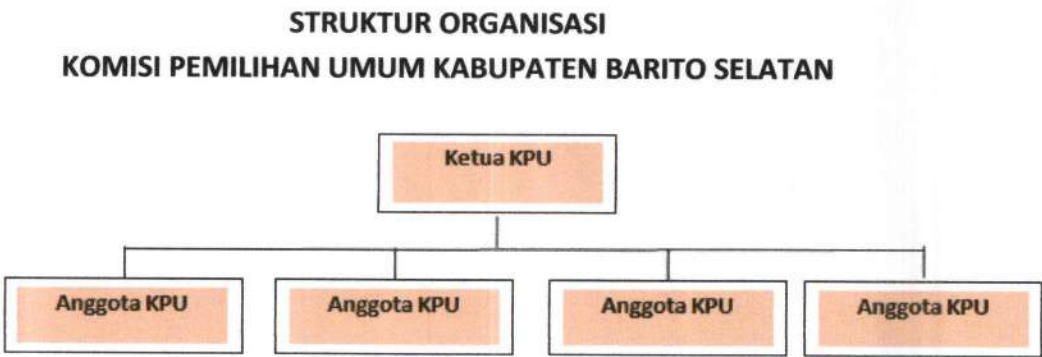 STRUKTUR ORGANISASI
KOMISI PEMILIHAN UMUM KABUPATEN BARITO SELATAN
Ketua KPU
Anggota KPU
Anggota KPU
Anggota KPU
Anggota KPU